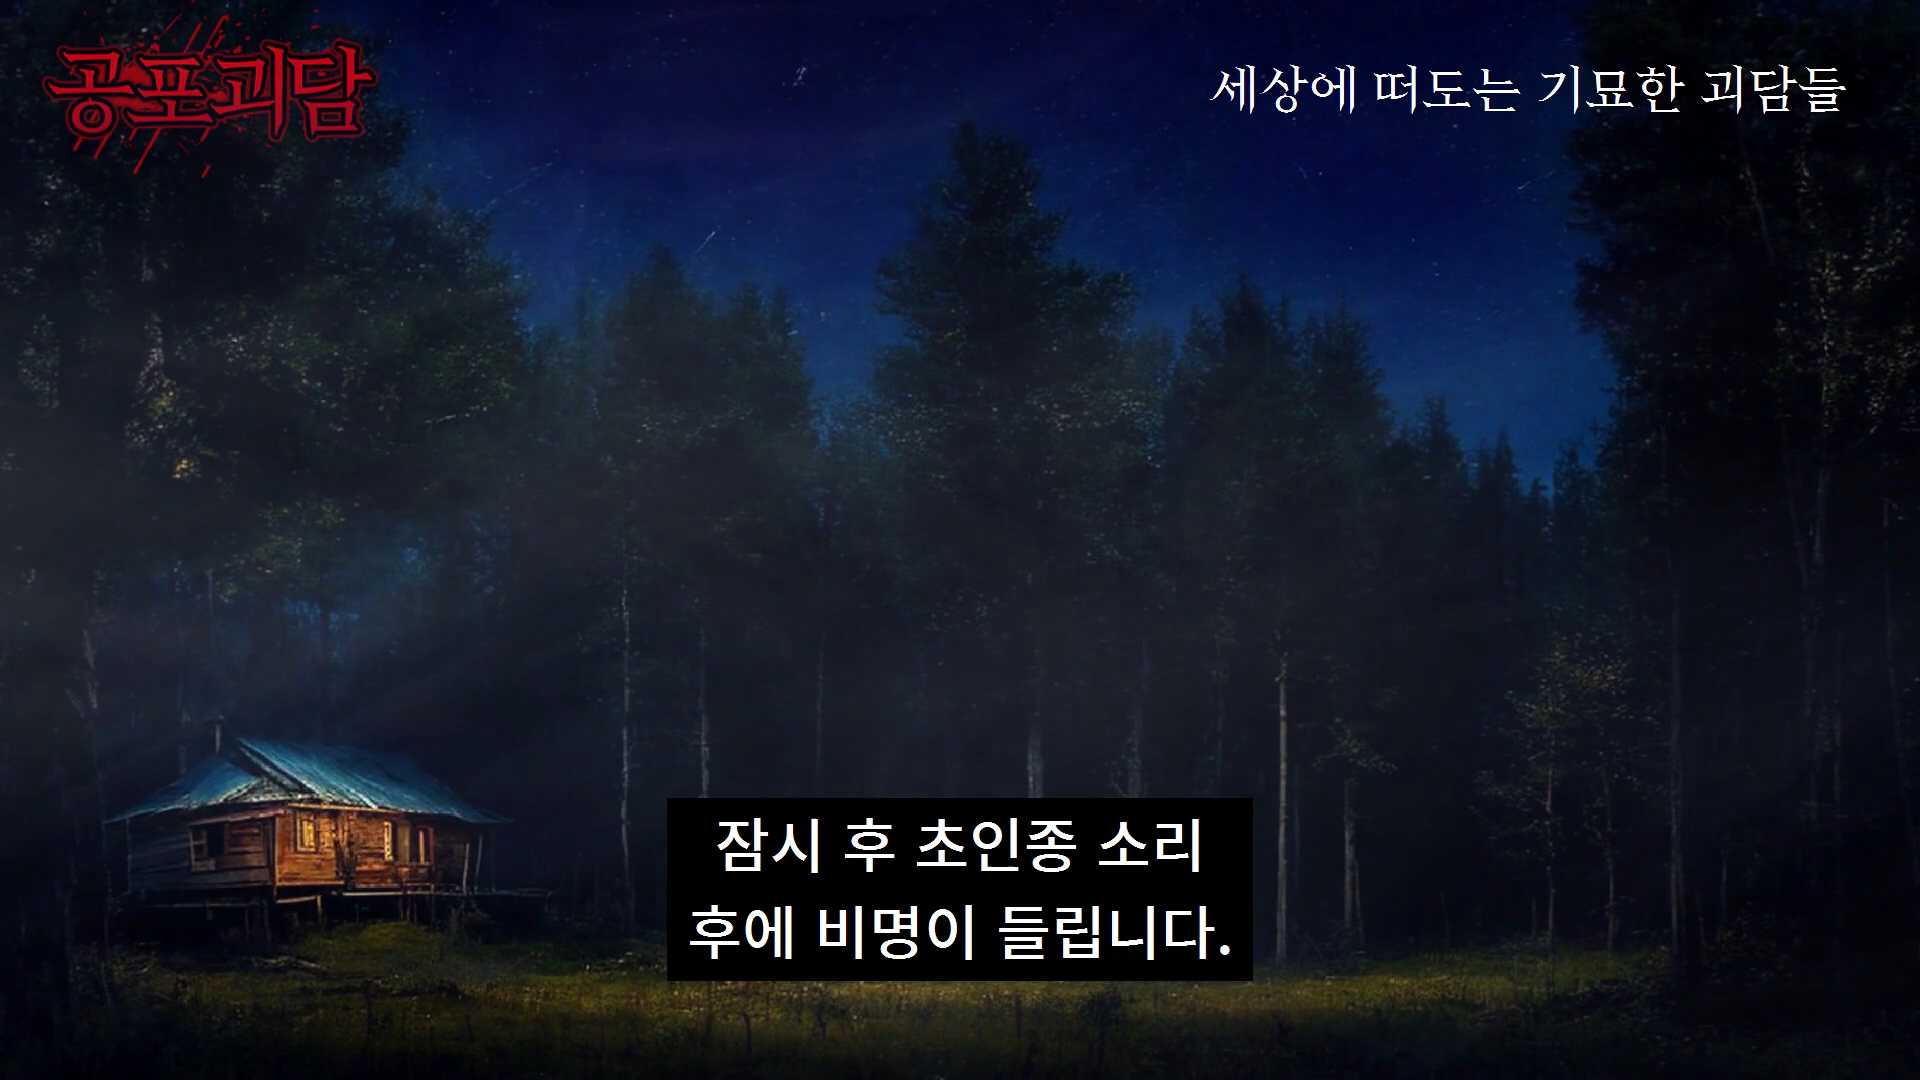 공포괴담
세상에 떠도는 기묘한 괴담들
잠시 후 초인종 소리
후에 비명이 들립니다.